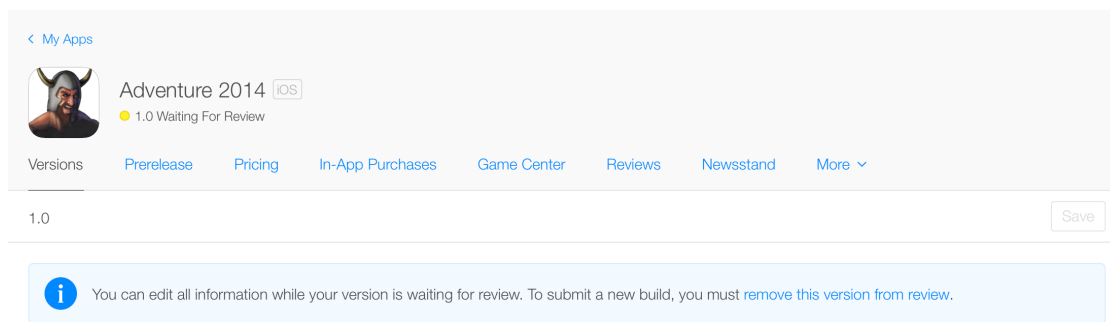 My Apps
Adventure 2014 iOS
1.0 Waiting For Review
Versions Prerelease Pricing In-App Purchases Game Center Reviews Newsstand More
1.0 Save
You can edit all information while your version is waiting for review. To submit a new build, you must remove this version from review.